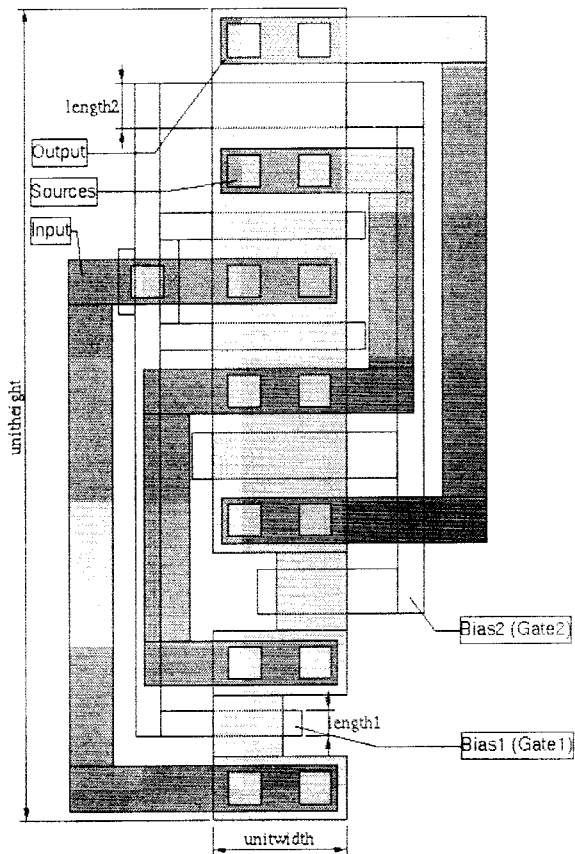 length2
Output
Sources
Input
unitheight
Bias2 (Gate2)
length1
Bias1 (Gate1)
unitwidth